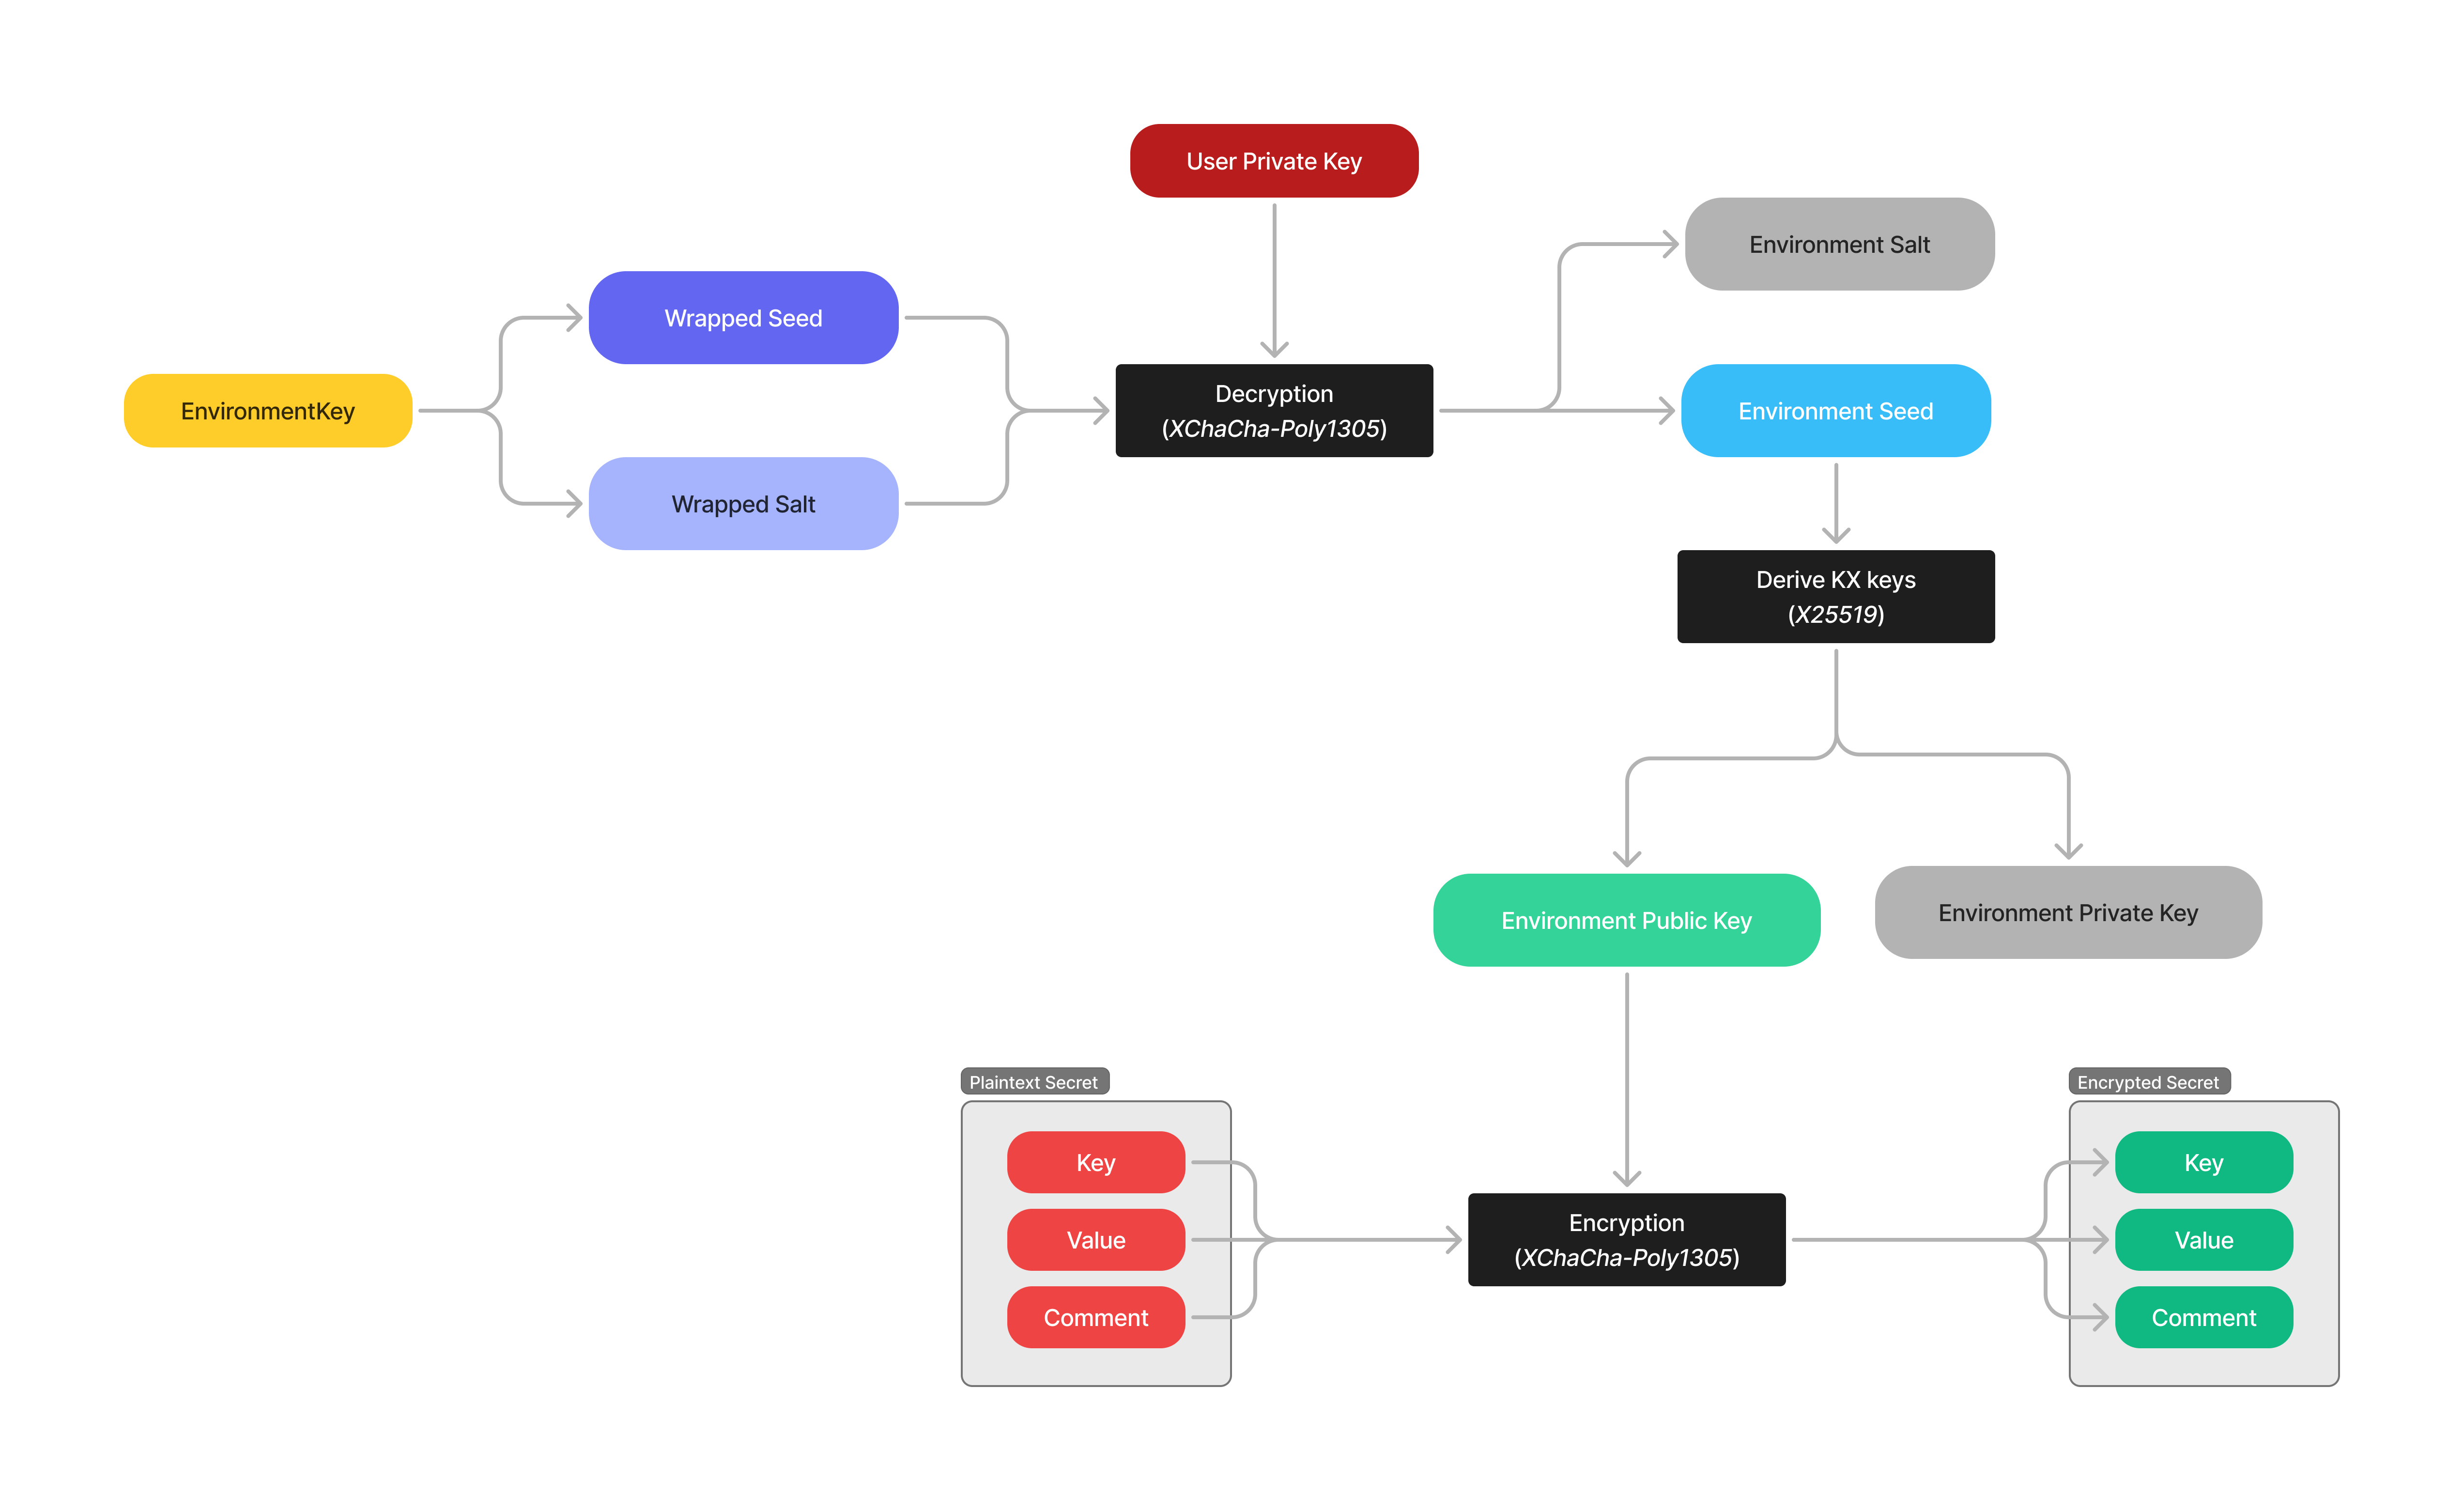 User Private Key
Environment Salt
Wrapped Seed
EnvironmentKey
Decryption
(XChaCha-Poly1305)
Environment Seed
Wrapped Salt
Derive KX keys
(X25519)
Environment Public Key
Environment Private Key
Plaintext Secret
Key
Value
Comment
Encryption
(XChaCha-Poly1305)
Encrypted Secret
Key
Value
Comment